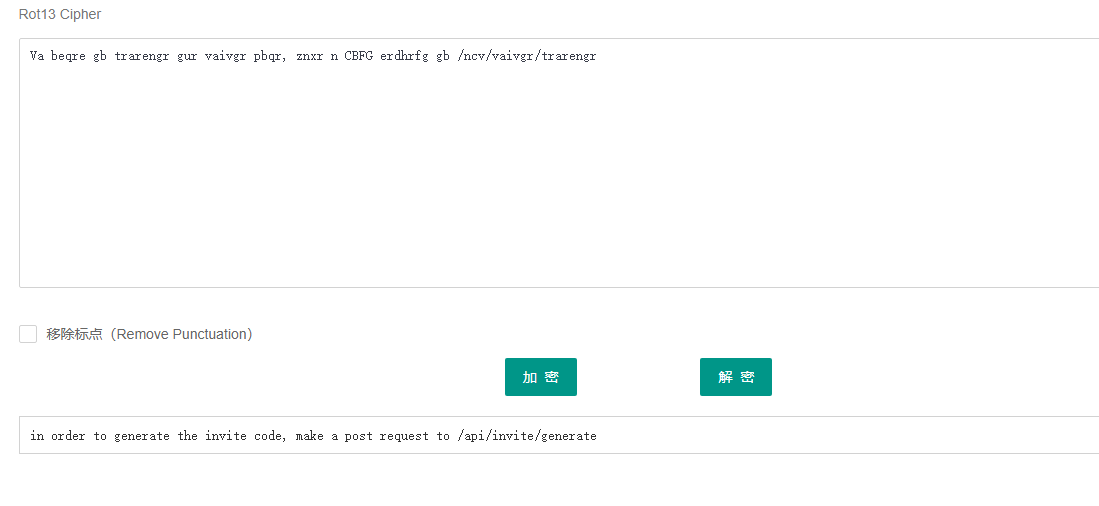 Rot13 Cipher
Va beqre gb trarengr gur vaivgr pbqr, znxr n CBFG erdhrfg gb /ncv/vaivgr/trarengr
移除标点（Remove Punctuation）
加 密
解 密
in order to generate the invite code, make a post request to /api/invite/generate